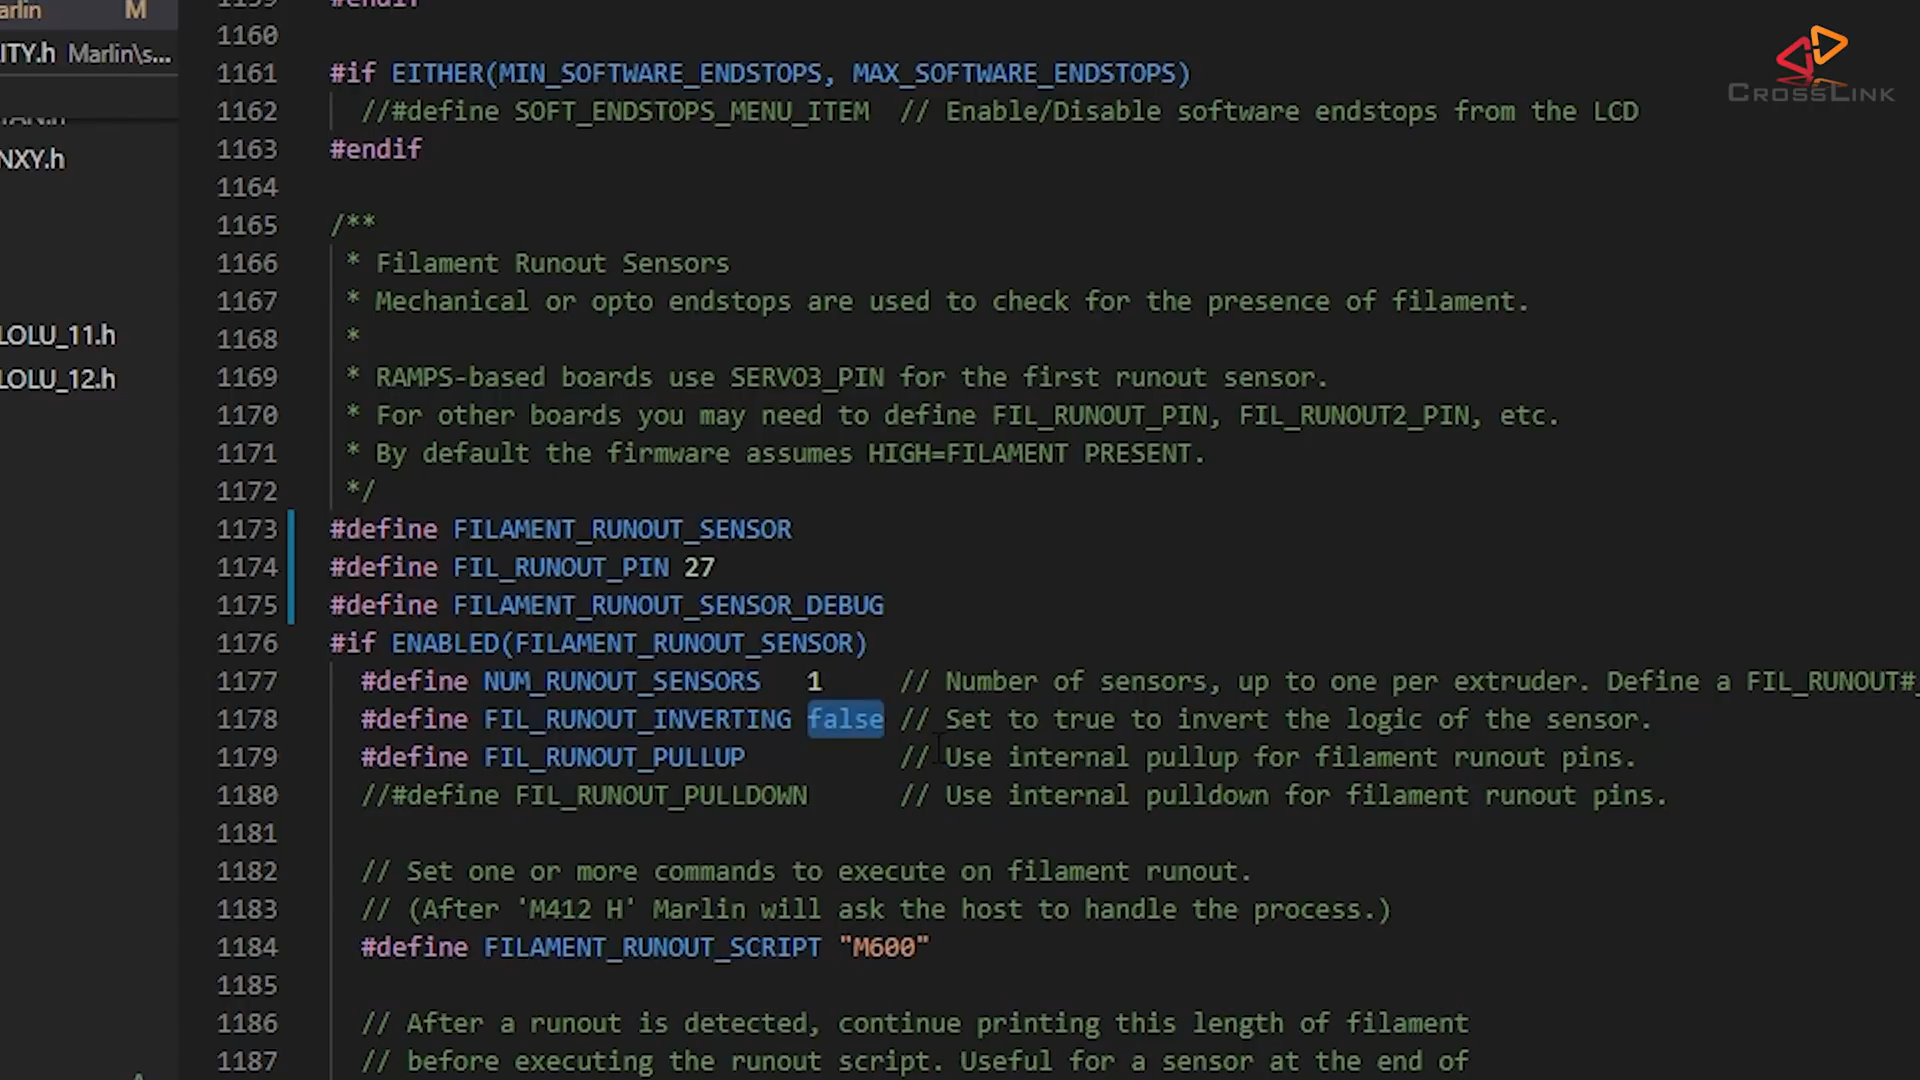 arlin M
ITY.h Marlin\s...
NXY.h
LOLU_11.h
LOLU_12.h
CROSSLINK
#endif
1160
1161 #if EITHER(MIN_SOFTWARE_ENDSTOPS, MAX_SOFTWARE_ENDSTOPS)
1162 //#define SOFT_ENDSTOPS_MENU_ITEM // Enable/Disable software endstops from the LCD
1163 #endif
1164
1165 /**
1166 * Filament Runout Sensors
1167 * Mechanical or opto endstops are used to check for the presence of filament.
1168 *
1169 * RAMPS-based boards use SERVO3_PIN for the first runout sensor.
1170 * For other boards you may need to define FIL_RUNOUT_PIN, FIL_RUNOUT2_PIN, etc.
1171 * By default the firmware assumes HIGH=FILAMENT PRESENT.
1172 */
1173 #define FILAMENT_RUNOUT_SENSOR
1174 #define FIL_RUNOUT_PIN 27
1175 #define FILAMENT_RUNOUT_SENSOR_DEBUG
1176 #if ENABLED(FILAMENT_RUNOUT_SENSOR)
1177 #define NUM_RUNOUT_SENSORS 1 // Number of sensors, up to one per extruder. Define a FIL_RUNOUT#_
1178 #define FIL_RUNOUT_INVERTING false // Set to true to invert the logic of the sensor.
1179 #define FIL_RUNOUT_PULLUP // Use internal pullup for filament runout pins.
1180 //#define FIL_RUNOUT_PULLDOWN // Use internal pulldown for filament runout pins.
1181
1182 // Set one or more commands to execute on filament runout.
1183 // (After 'M412 H' Marlin will ask the host to handle the process.)
1184 #define FILAMENT_RUNOUT_SCRIPT "M600"
1185
1186 // After a runout is detected, continue printing this length of filament
1187 // before executing the runout script. Useful for a sensor at the end of